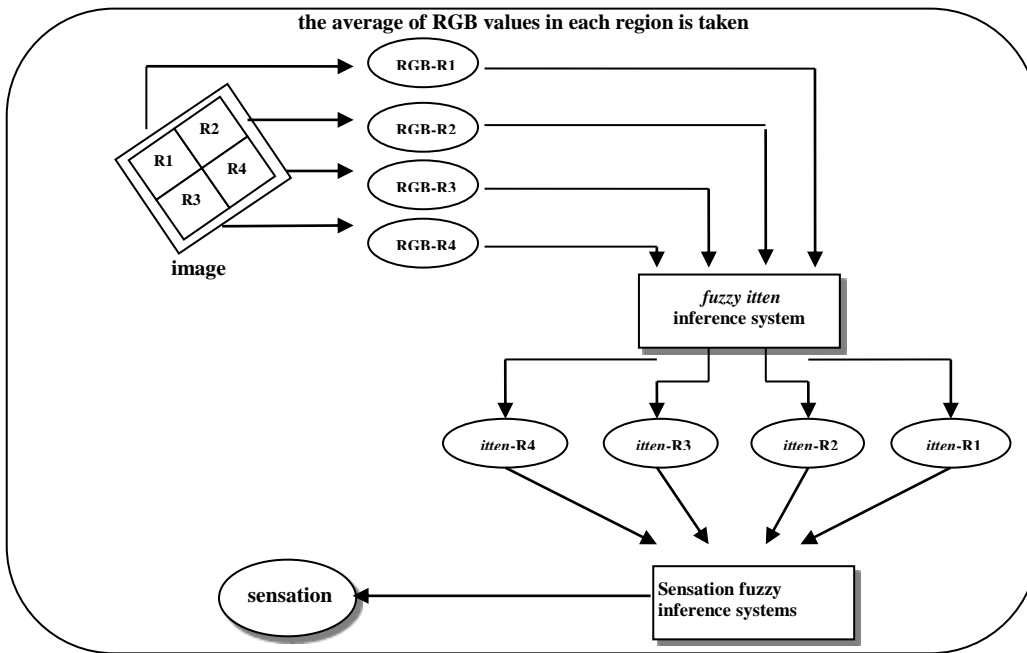 the average of RGB values in each region is taken
RGB-R1
RGB-R2
RGB-R3
RGB-R4
R1
R2
R3
R4
image
fuzzy itten
inference system
itten-R4
itten-R3
itten-R2
itten-R1
sensation
Sensation fuzzy
inference systems